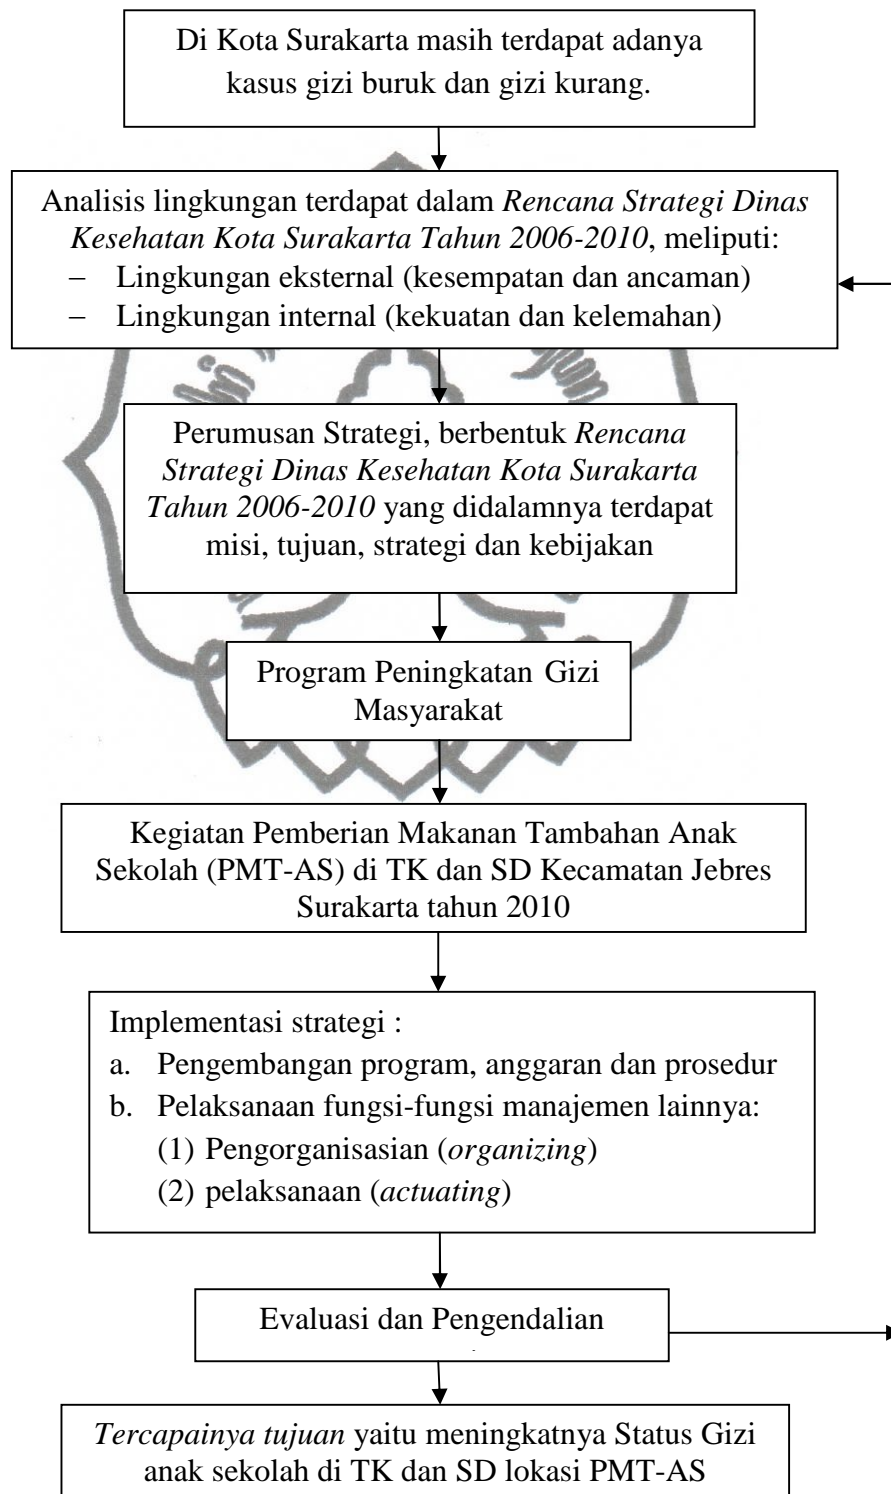 Di Kota Surakarta masih terdapat adanya
kasus gizi buruk dan gizi kurang.
Analisis lingkungan terdapat dalam Rencana Strategi Dinas
Kesehatan Kota Surakarta Tahun 2006-2010, meliputi:
– Lingkungan eksternal (kesempatan dan ancaman)
– Lingkungan internal (kekuatan dan kelemahan)
Perumusan Strategi, berbentuk Rencana
Strategi Dinas Kesehatan Kota Surakarta
Tahun 2006-2010 yang didalamnya terdapat
misi, tujuan, strategi dan kebijakan
Program Peningkatan Gizi
Masyarakat
Kegiatan Pemberian Makanan Tambahan Anak
Sekolah (PMT-AS) di TK dan SD Kecamatan Jebres
Surakarta tahun 2010
Implementasi strategi :
a. Pengembangan program, anggaran dan prosedur
b. Pelaksanaan fungsi-fungsi manajemen lainnya:
(1) Pengorganisasian (organizing)
(2) pelaksanaan (actuating)
Evaluasi dan Pengendalian
Tercapainya tujuan yaitu meningkatnya Status Gizi
anak sekolah di TK dan SD lokasi PMT-AS